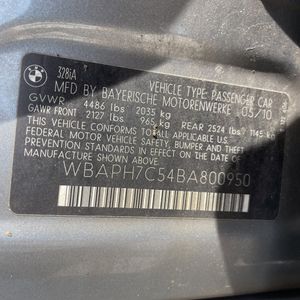 BMW
328iA
VEHICLE TYPE: PASSENGER CAR
MFD BY BAYERISCHE MOTORENWERKE 03/10
GVWR 4486 lbs 2035 kg
GAWR FRONT 2127 lbs 965 kg REAR 2524 lbs 1145 kg
THIS VEHICLE CONFORMS TO ALL APPLICABLE
FEDERAL MOTOR VEHICLE SAFETY, BUMPER, AND
THEFT PREVENTION STANDARDS IN EFFECT ON THE
DATE OF MANUFACTURE SHOWN ABOVE.
WBAPH7C54BA800950